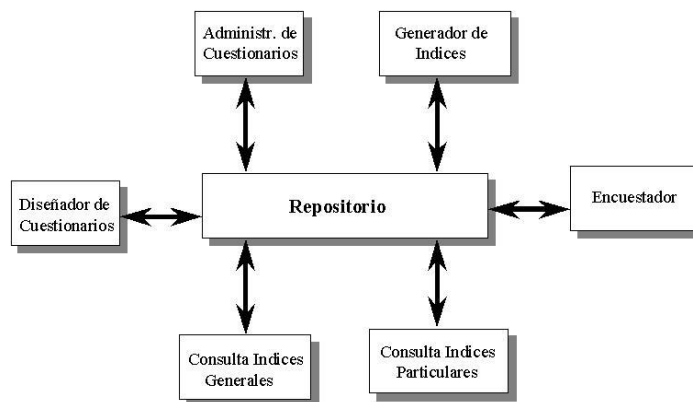 Administr. de
Cuestionarios
Generador de
Indices
Diseñador de
Cuestionarios
Repositorio
Encuestador
Consulta Indices
Generales
Consulta Indices
Particulares